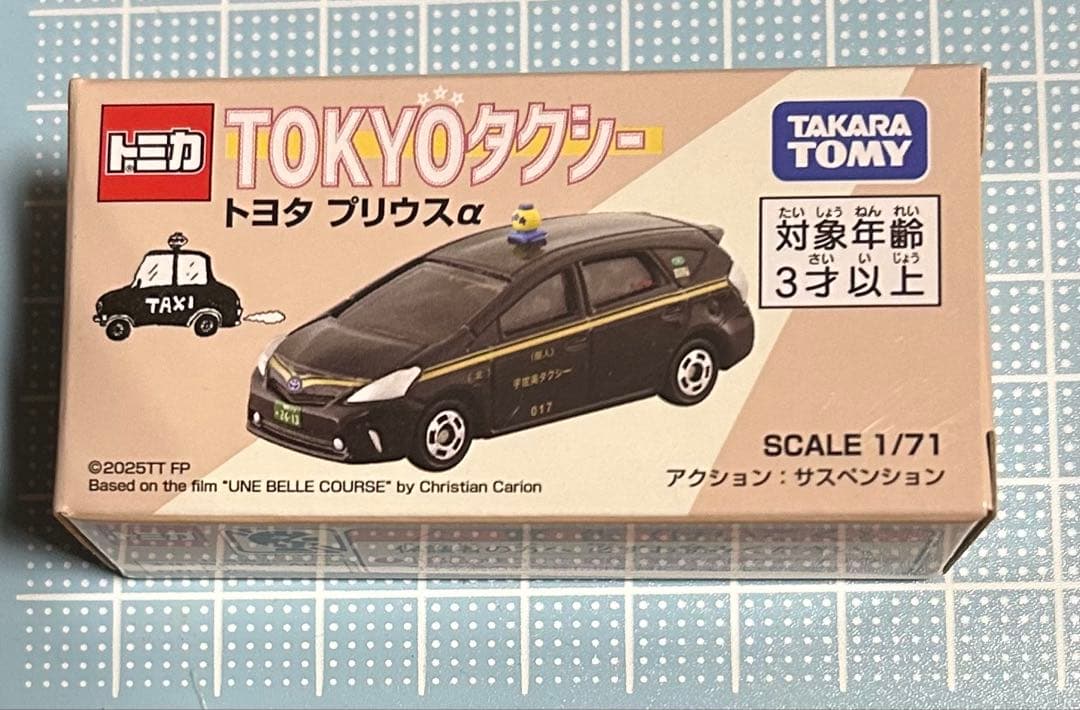 トミカ
TOKYOタクシー
トヨタ プリウスα
TAKARA
TOMY
たい しょう ねん れい
対象年齢
さい い じょう
3才以上
TAXI
(個人)
タクシー
017
26-13
SCALE 1/71
アクション：サスペンション
©2025TT FP
Based on the film "UNE BELLE COURSE" by Christian Carion